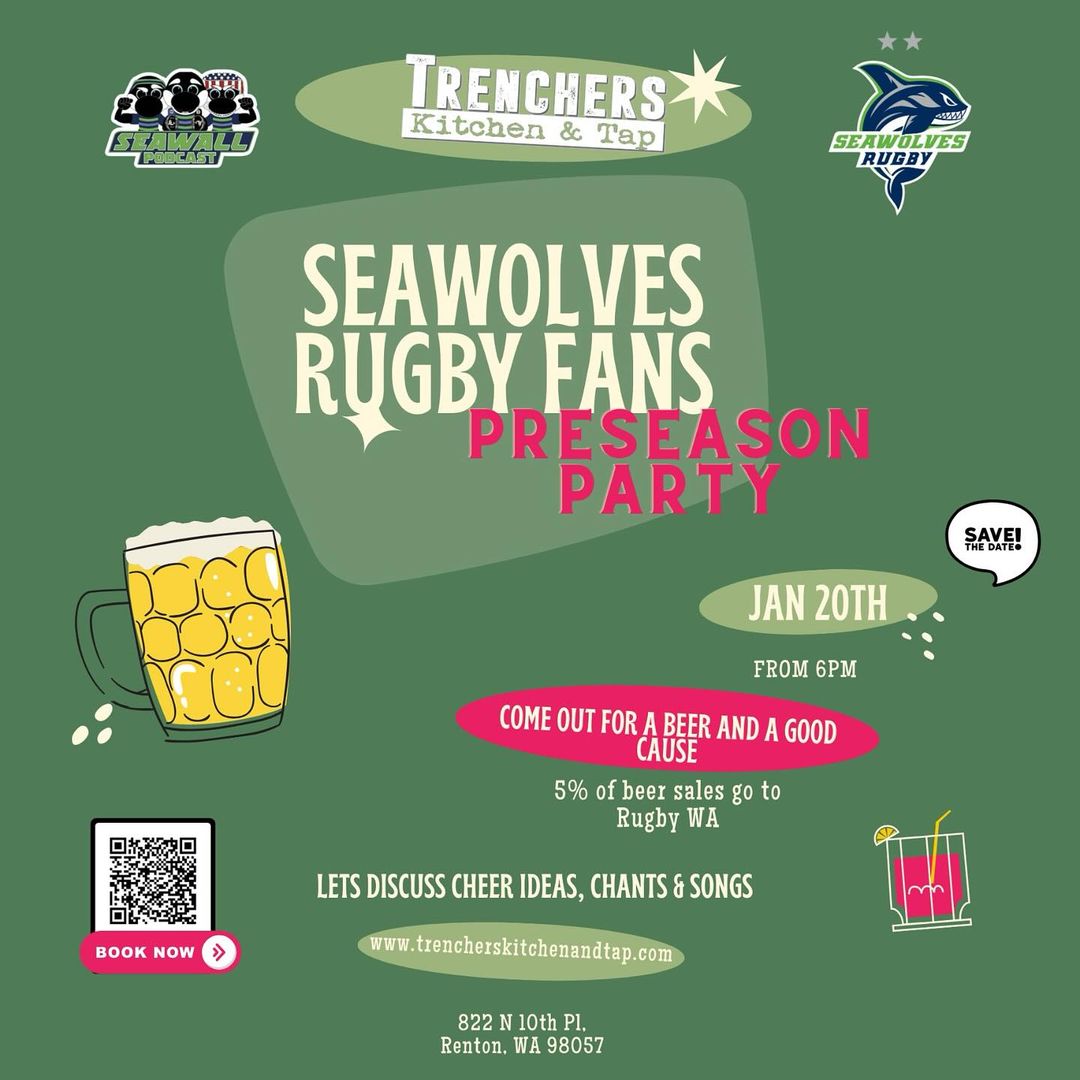 SEAWALL
PODCAST
TRENCHERS
Kitchen & Tap
SEAWOLVES
RUGBY
SEAWOLVES
RUGBY FANS
PRESEASON
PARTY
SAVE!
THE DATE!
JAN 20TH
FROM 6PM
COME OUT FOR A BEER AND A GOOD
CAUSE
5% of beer sales go to
Rugby WA
LETS DISCUSS CHEER IDEAS, CHANTS & SONGS
BOOK NOW
www.trencherskitchenandtap.com
822 N 10th Pl,
Renton, WA 98057